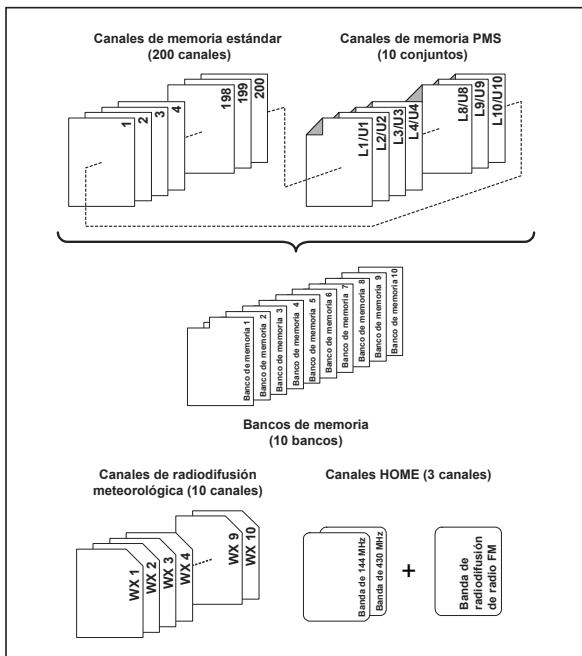 Canales de memoria estándar
(200 canales)
Canales de memoria PMS
(10 conjuntos)
1
2
3
4
198
199
200
L1/U1
L2/U2
L3/U3
L4/U4
L8/U8
L9/U9
L10/U10
Banco de memoria 1
Banco de memoria 2
Banco de memoria 3
Banco de memoria 4
Banco de memoria 5
Banco de memoria 6
Banco de memoria 7
Banco de memoria 8
Banco de memoria 9
Banco de memoria 10
Bancos de memoria
(10 bancos)
Canales de radiodifusión
meteorológica (10 canales)
Canales HOME (3 canales)
WX 1
WX 2
WX 3
WX 4
WX 9
WX 10
Banda de 144 MHz
Banda de 430 MHz
+
Banda de
radiodifusión
de radio FM